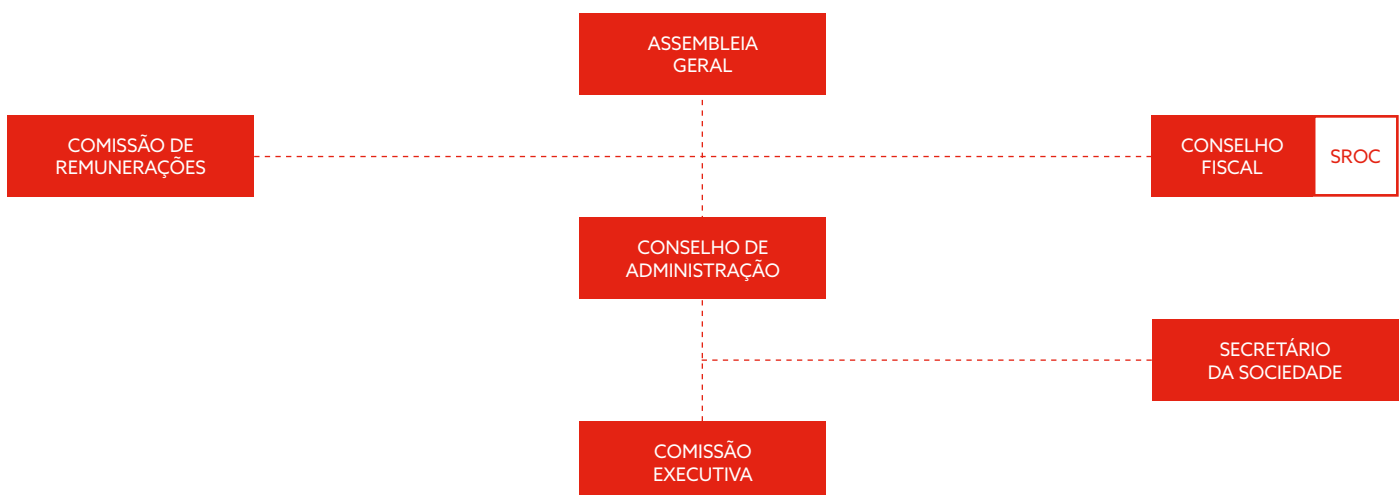 ASSEMBLEIA
GERAL
COMISSÃO DE
REMUNERAÇÕES
CONSELHO
FISCAL
SROC
CONSELHO DE
ADMINISTRAÇÃO
SECRETÁRIO
DA SOCIEDADE
COMISSÃO
EXECUTIVA